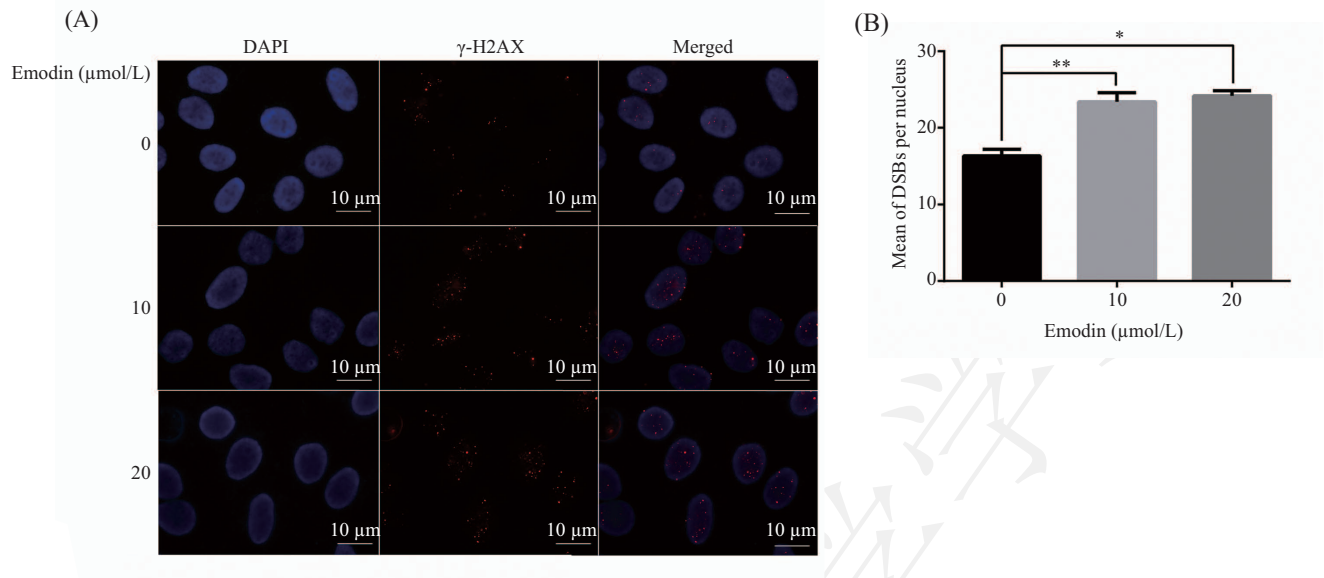 (A)
DAPI γ-H2AX Merged
Emodin (µmol/L)
0
10 µm 10 µm 10 µm
10
10 µm 10 µm 10 µm
20
10 µm 10 µm 10 µm
(B)
30
20
10
0
Mean of DSBs per nucleus
*
**
0 10 20
Emodin (µmol/L)
学